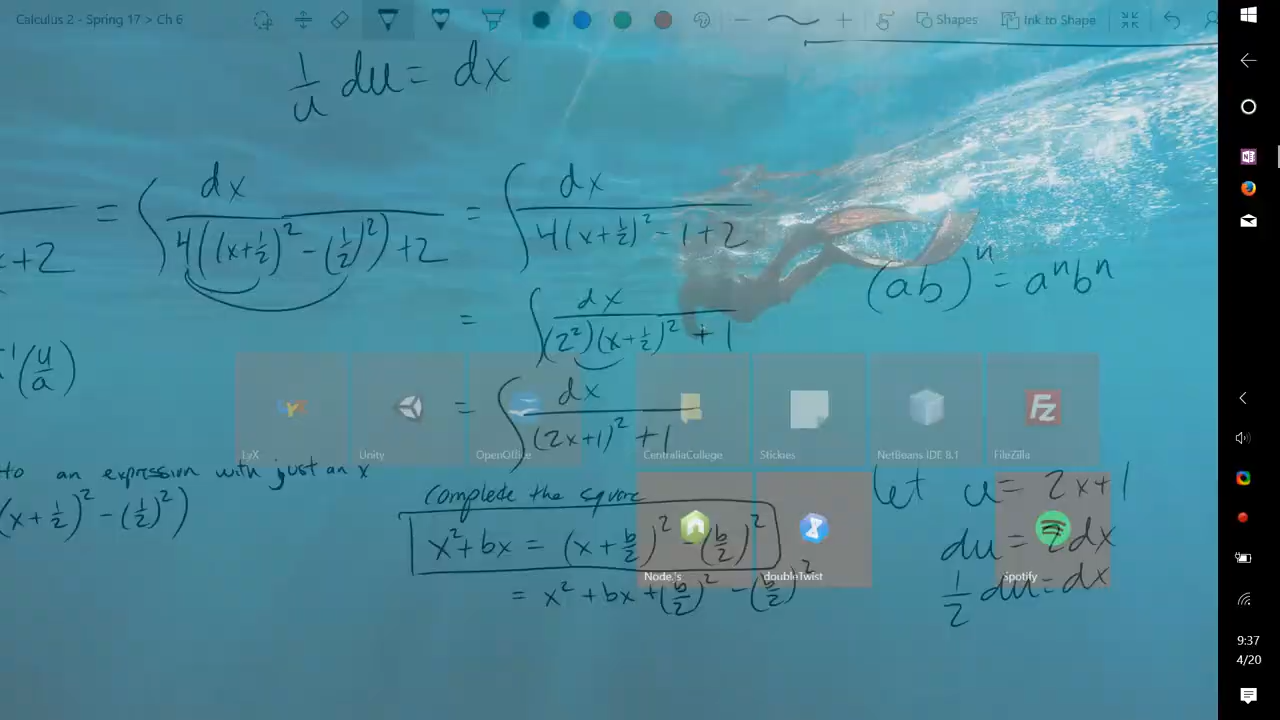 Calculus 2 - Spring 17 > Ch 6
Shapes
Ink to Shape
1/u du = dx
= ∫ dx / (4((x+1/2)² - (1/2)²) + 2) = ∫ dx / (4(x+1/2)² - 1 + 2)
x+2
(ab)ⁿ = aⁿbⁿ
= ∫ dx / ((2²)(x+1/2)² + 1)
⁻¹(u/a)
= ∫ dx / ((2x+1)² + 1)
LyX
Unity
OpenOffice
CentraliaCollege
Stickies
NetBeans IDE 8.1
FileZilla
to an expression with just an x
(x+1/2)² - (1/2)²)
Complete the square
x² + bx = (x + b/2)² - (b/2)²
= x² + bx + (b/2)² - (b/2)²
let u = 2x+1
du = 2dx
1/2 du = dx
Node.js
doubleTwist
Spotify
9:37
4/20